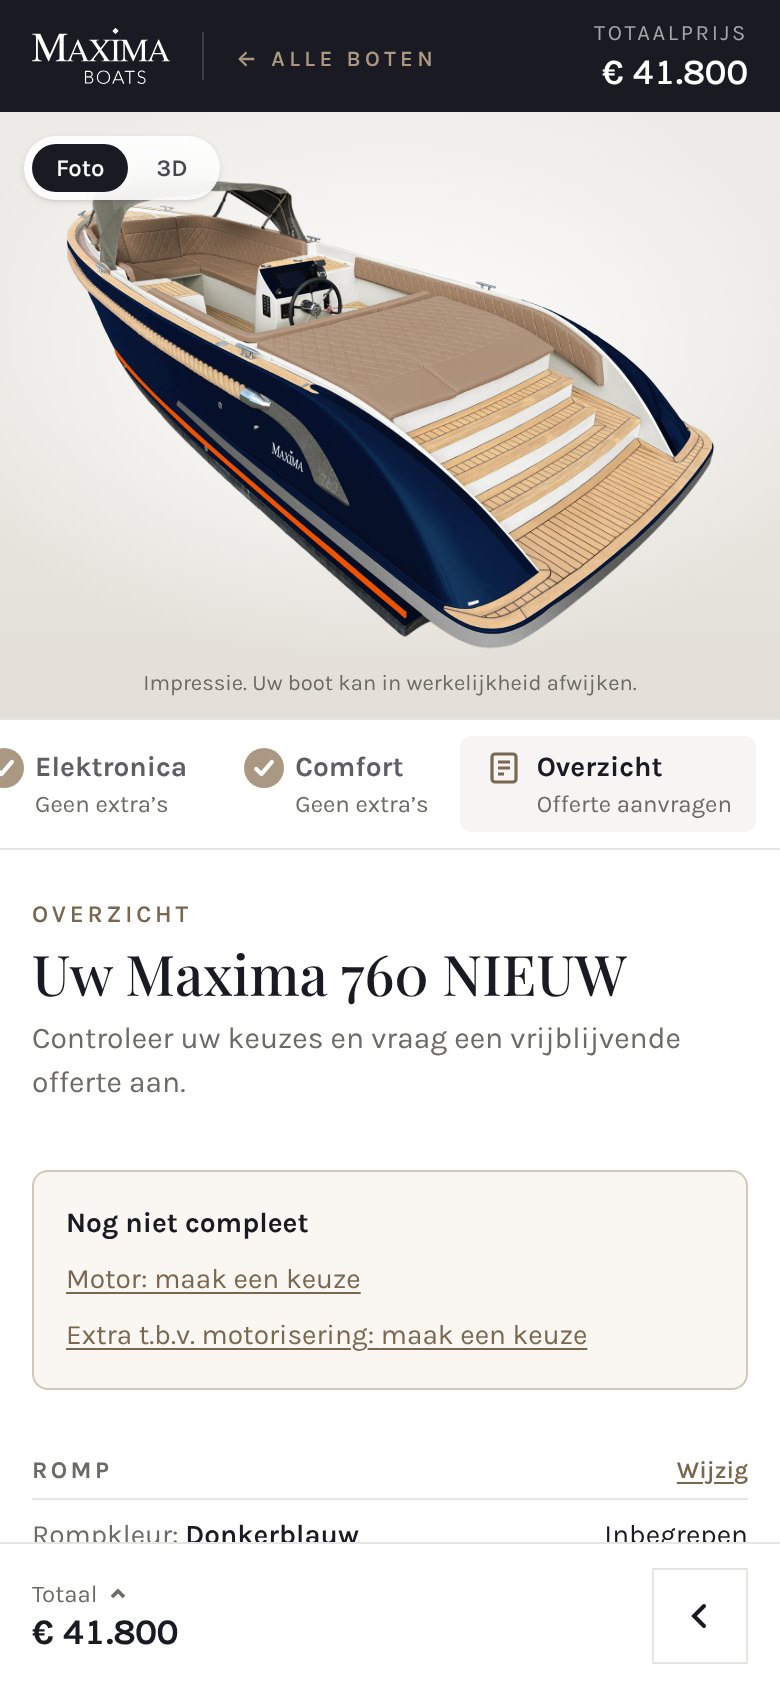 MAXIMA
BOATS
← ALLE BOTEN
TOTAALPRIJS
€ 41.800
Foto
3D
MAXIMA
760
Impressie. Uw boot kan in werkelijkheid afwijken.
Elektronica
Geen extra’s
Comfort
Geen extra’s
Overzicht
Offerte aanvragen
OVERZICHT
Uw Maxima 760 NIEUW
Controleer uw keuzes en vraag een vrijblijvende
offerte aan.
Nog niet compleet
Motor: maak een keuze
Extra t.b.v. motorisering: maak een keuze
ROMP
Wijzig
Rompkleur: Donkerblauw
Inbegrepen
Totaal
€ 41.800